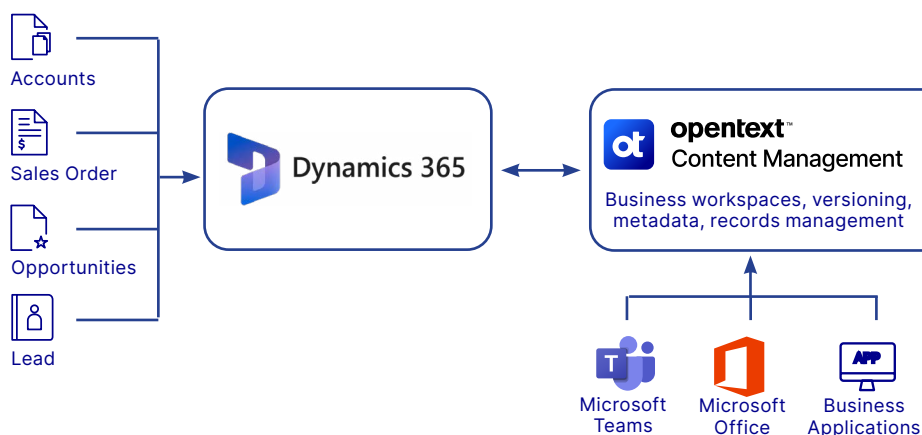 Accounts
$
Sales Order
Opportunities
Lead
Dynamics 365
ot
opentext™
Content Management
Business workspaces, versioning,
metadata, records management
T
Microsoft
Teams
Microsoft
Office
APP
Business
Applications